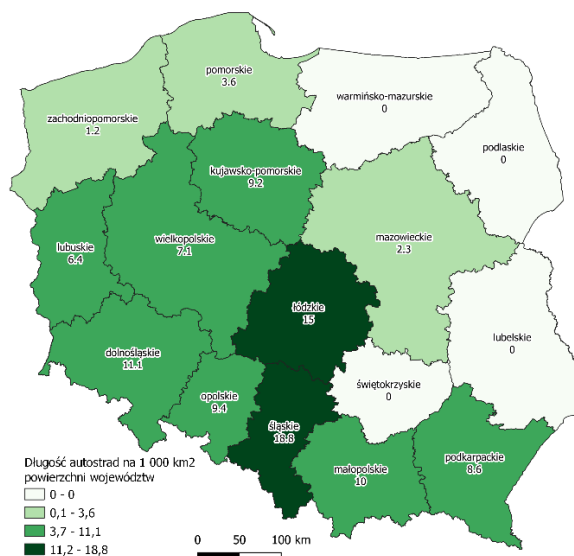 pomorskie
3.6
warmińsko-mazurskie
0
zachodniopomorskie
1.2
podlaskie
0
kujawsko-pomorskie
9.2
mazowieckie
2.3
lubuskie
6.4
wielkopolskie
7.1
łódzkie
15
lubelskie
0
dolnośląskie
11.1
opolskie
9.4
śląskie
18.8
świętokrzyskie
0
małopolskie
10
podkarpackie
8.6
Długość autostrad na 1 000 km2
powierzchni województw
0 - 0
0,1 - 3,6
3,7 - 11,1
11,2 - 18,8
0 50 100 km